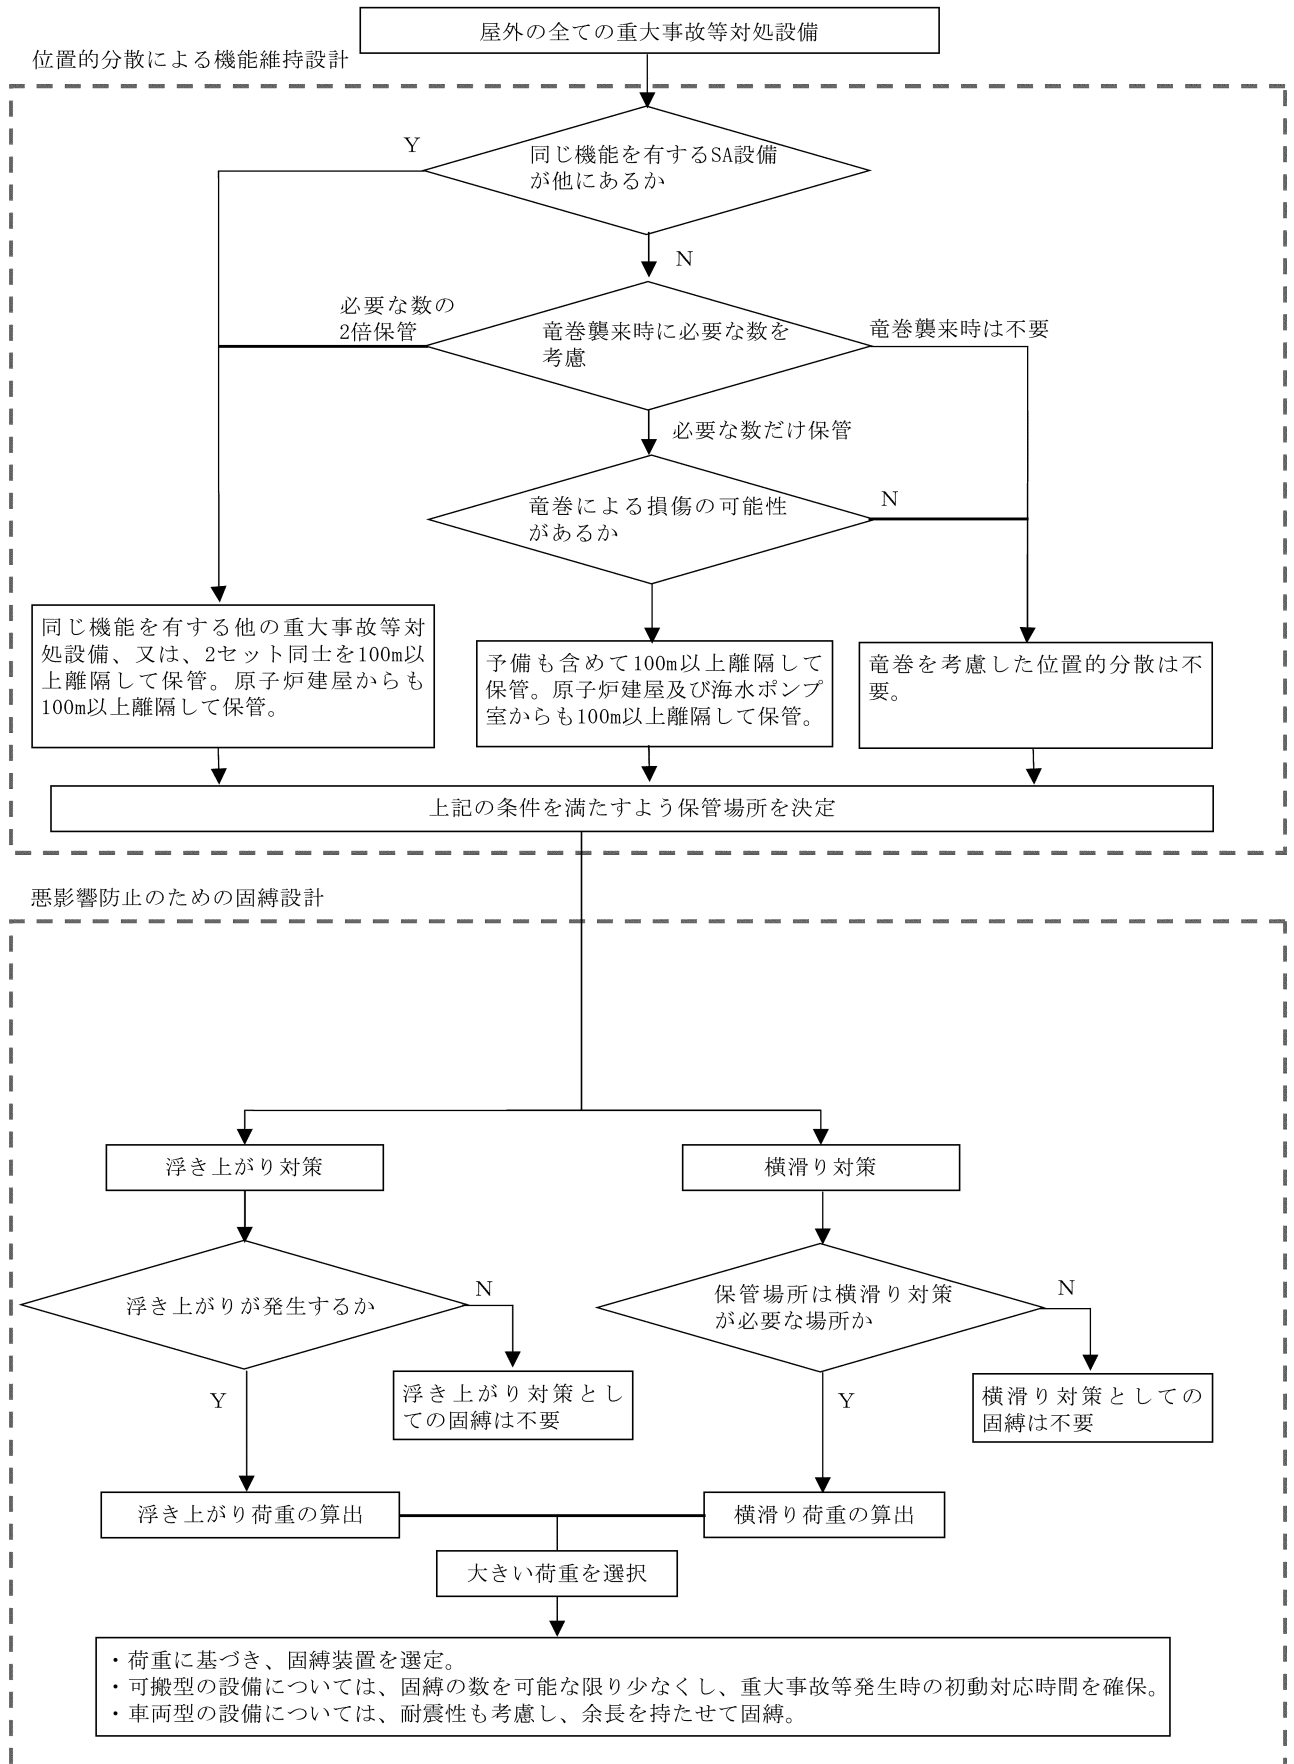 屋外の全ての重大事故等対処設備
位置的分散による機能維持設計
Y
同じ機能を有するSA設備
が他にあるか
N
必要な数の
2倍保管
竜巻襲来時に必要な数を
考慮
竜巻襲来時は不要
必要な数だけ保管
竜巻による損傷の可能性
があるか
N
同じ機能を有する他の重大事故等対
処設備、又は、2セット同士を100m以
上離隔して保管。原子炉建屋からも
100m以上離隔して保管。
予備も含めて100m以上離隔して
保管。原子炉建屋及び海水ポンプ
室からも100m以上離隔して保管。
竜巻を考慮した位置的分散は不
要。
上記の条件を満たすよう保管場所を決定
悪影響防止のための固縛設計
浮き上がり対策
横滑り対策
浮き上がりが発生するか
N
保管場所は横滑り対策
が必要な場所か
N
Y
浮き上がり対策とし
ての固縛は不要
Y
横滑り対策としての
固縛は不要
浮き上がり荷重の算出
横滑り荷重の算出
大きい荷重を選択
・荷重に基づき、固縛装置を選定。
・可搬型の設備については、固縛の数を可能な限り少なくし、重大事故等発生時の初動対応時間を確保。
・車両型の設備については、耐震性も考慮し、余長を持たせて固縛。